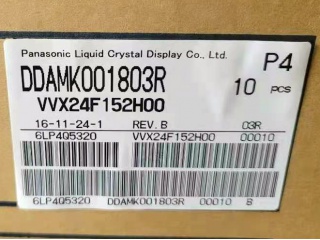 Panasonic Liquid Crystal Display Co., Ltd.
P4
DDAMK001803R
10 PCS
VVX24F152H00
16-11-24-1 REV.B 03R
6LP4Q5320 VVX24F152H00 00010
6LP4Q5320 DDAMK001803R 00010 B